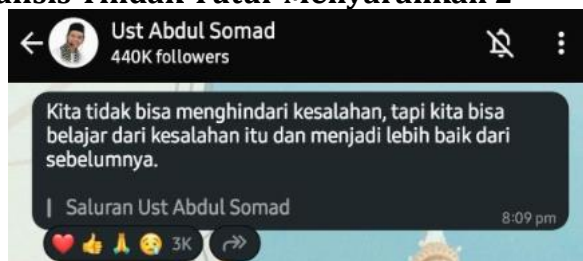 Ust Abdul Somad
440K followers
Kita tidak bisa menghindari kesalahan, tapi kita bisa
belajar dari kesalahan itu dan menjadi lebih baik dari
sebelumnya.
| Saluran Ust Abdul Somad
8:09 pm
3K